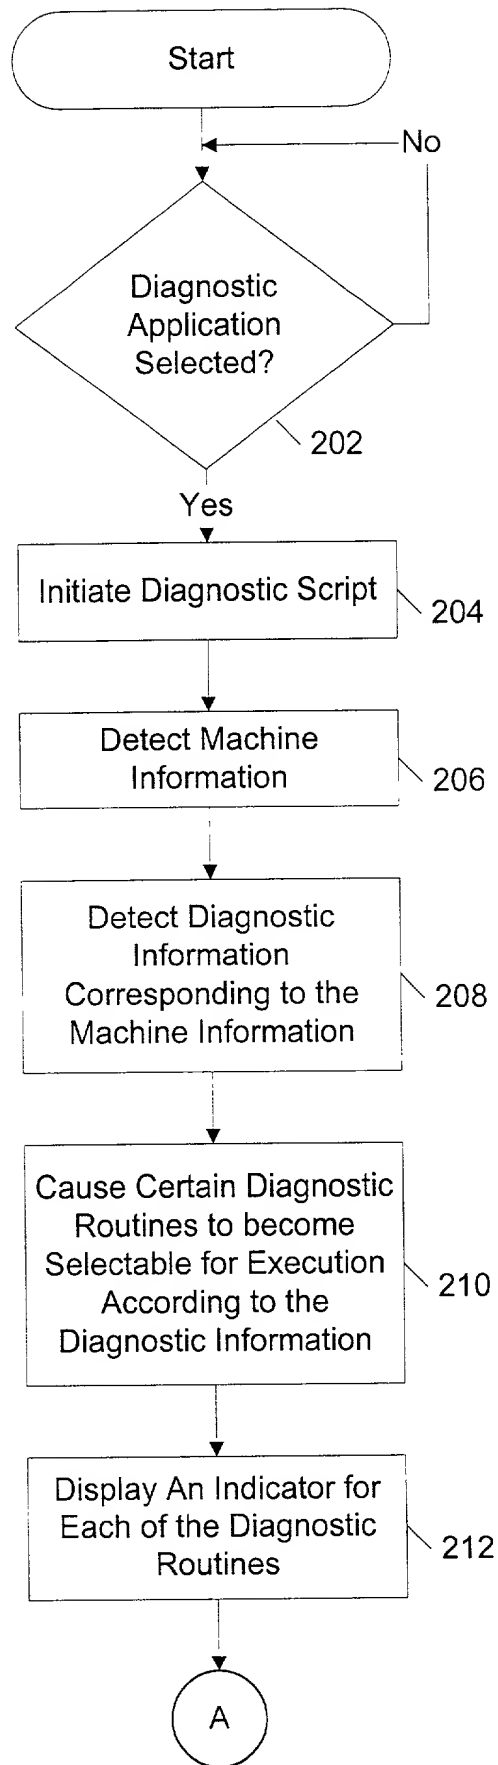 Start
No
Diagnostic
Application
Selected?
202
Yes
Initiate Diagnostic Script
204
Detect Machine
Information
206
Detect Diagnostic
Information
Corresponding to the
Machine Information
208
Cause Certain Diagnostic
Routines to become
Selectable for Execution
According to the
Diagnostic Information
210
Display An Indicator for
Each of the Diagnostic
Routines
212
A